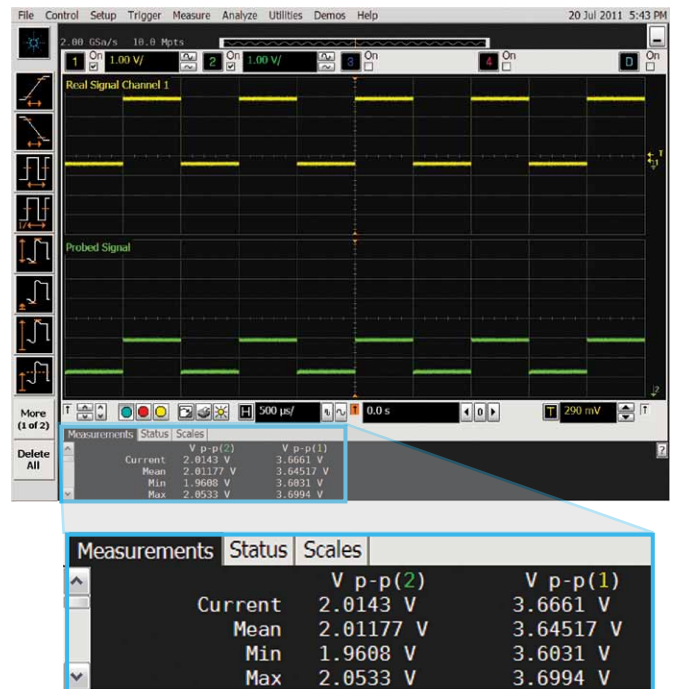 File Control Setup Trigger Measure Analyze Utilities Demos Help 20 Jul 2011 5:43 PM
2.00 GSa/s 10.0 Mpts
1 On 1.00 V/ 2 On 1.00 V/ 3 On 4 On D On
Real Signal Channel 1
T
1
Probed Signal
2
More
(1 of 2)
Delete
All
T H 500 µs/ T 0.0 s 0 T 290 mV T
Measurements Status Scales ?
V p-p(2) V p-p(1)
Current 2.0143 V 3.6661 V
Mean 2.01177 V 3.64517 V
Min 1.9608 V 3.6031 V
Max 2.0533 V 3.6994 V
Measurements Status Scales
V p-p(2) V p-p(1)
Current 2.0143 V 3.6661 V
Mean 2.01177 V 3.64517 V
Min 1.9608 V 3.6031 V
Max 2.0533 V 3.6994 V